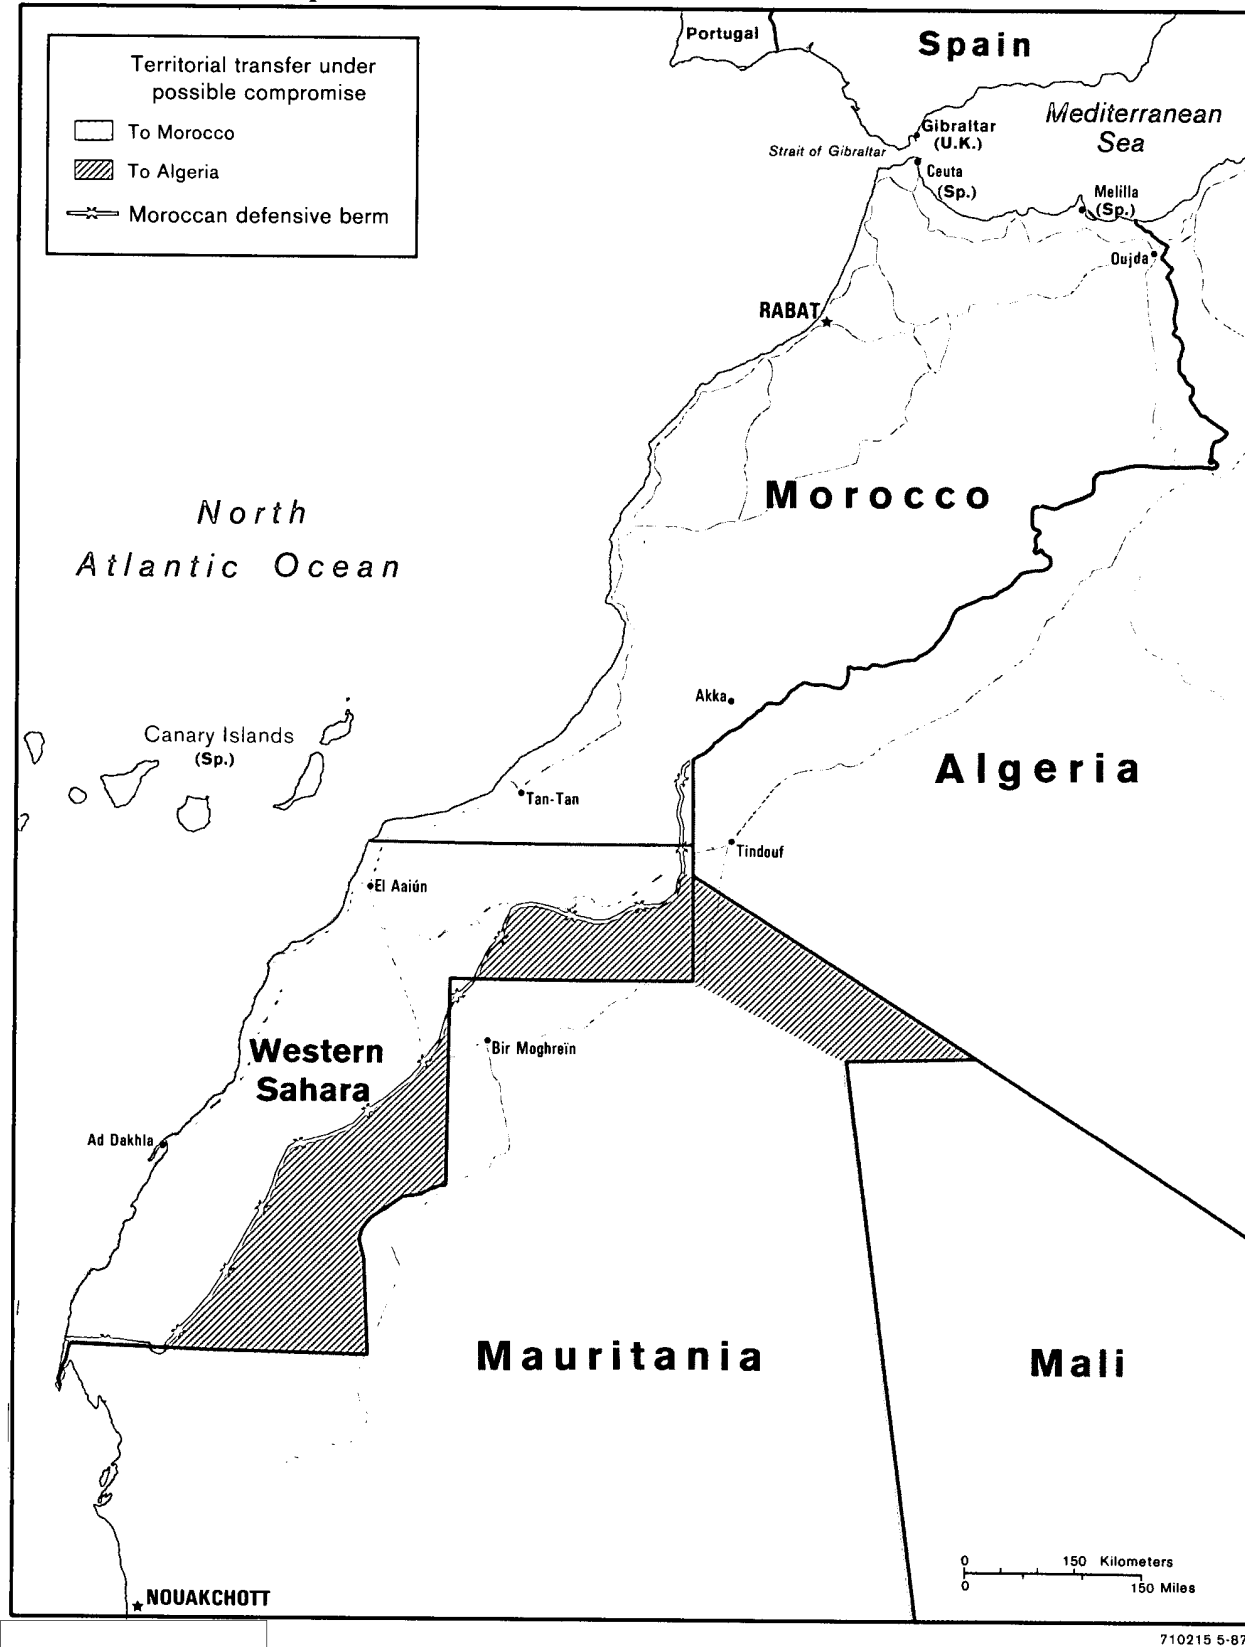 Portugal
Spain
Territorial transfer under
possible compromise
To Morocco
To Algeria
Moroccan defensive berm
Mediterranean
Sea
Gibraltar
(U.K.)
Strait of Gibraltar
Ceuta
(Sp.)
Melilla
(Sp.)
Oujda
RABAT
Morocco
North
Atlantic Ocean
Akka
Canary Islands
(Sp.)
Algeria
Tan-Tan
Tindouf
El Aaiún
Western
Sahara
Bir Moghreïn
Ad Dakhla
Mauritania
Mali
0 150 Kilometers
0 150 Miles
NOUAKCHOTT
710215 5-87